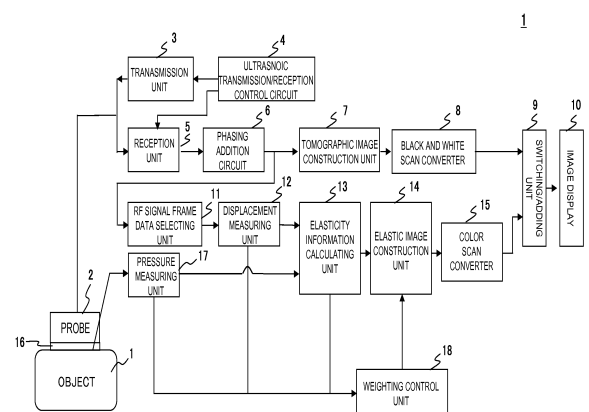 1
3
TRANASMISSION
UNIT
4
ULTRASNOIC
TRANSMISSION/RECEPTION
CONTROL CIRCUIT
RECEPTION
UNIT
5
6
PHASING
ADDITION
CIRCUIT
7
TOMOGRAPHIC IMAGE
CONSTRUCTION UNIT
8
BLACK AND WHITE
SCAN CONVERTER
9
SWITCHING/ADDING
UNIT
10
IMAGE DISPLAY
RF SIGNAL FRAME
DATA SELECTING
UNIT
11
12
DISPLACEMENT
MEASURING
UNIT
13
ELASTICITY
INFORMATION
CALCULATING
UNIT
14
ELASTIC IMAGE
CONSTRUCTION
UNIT
15
COLOR
SCAN
CONVERTER
PRESSURE
MEASURING
UNIT
17
2
PROBE
16
1
OBJECT
18
WEIGHTING CONTROL
UNIT